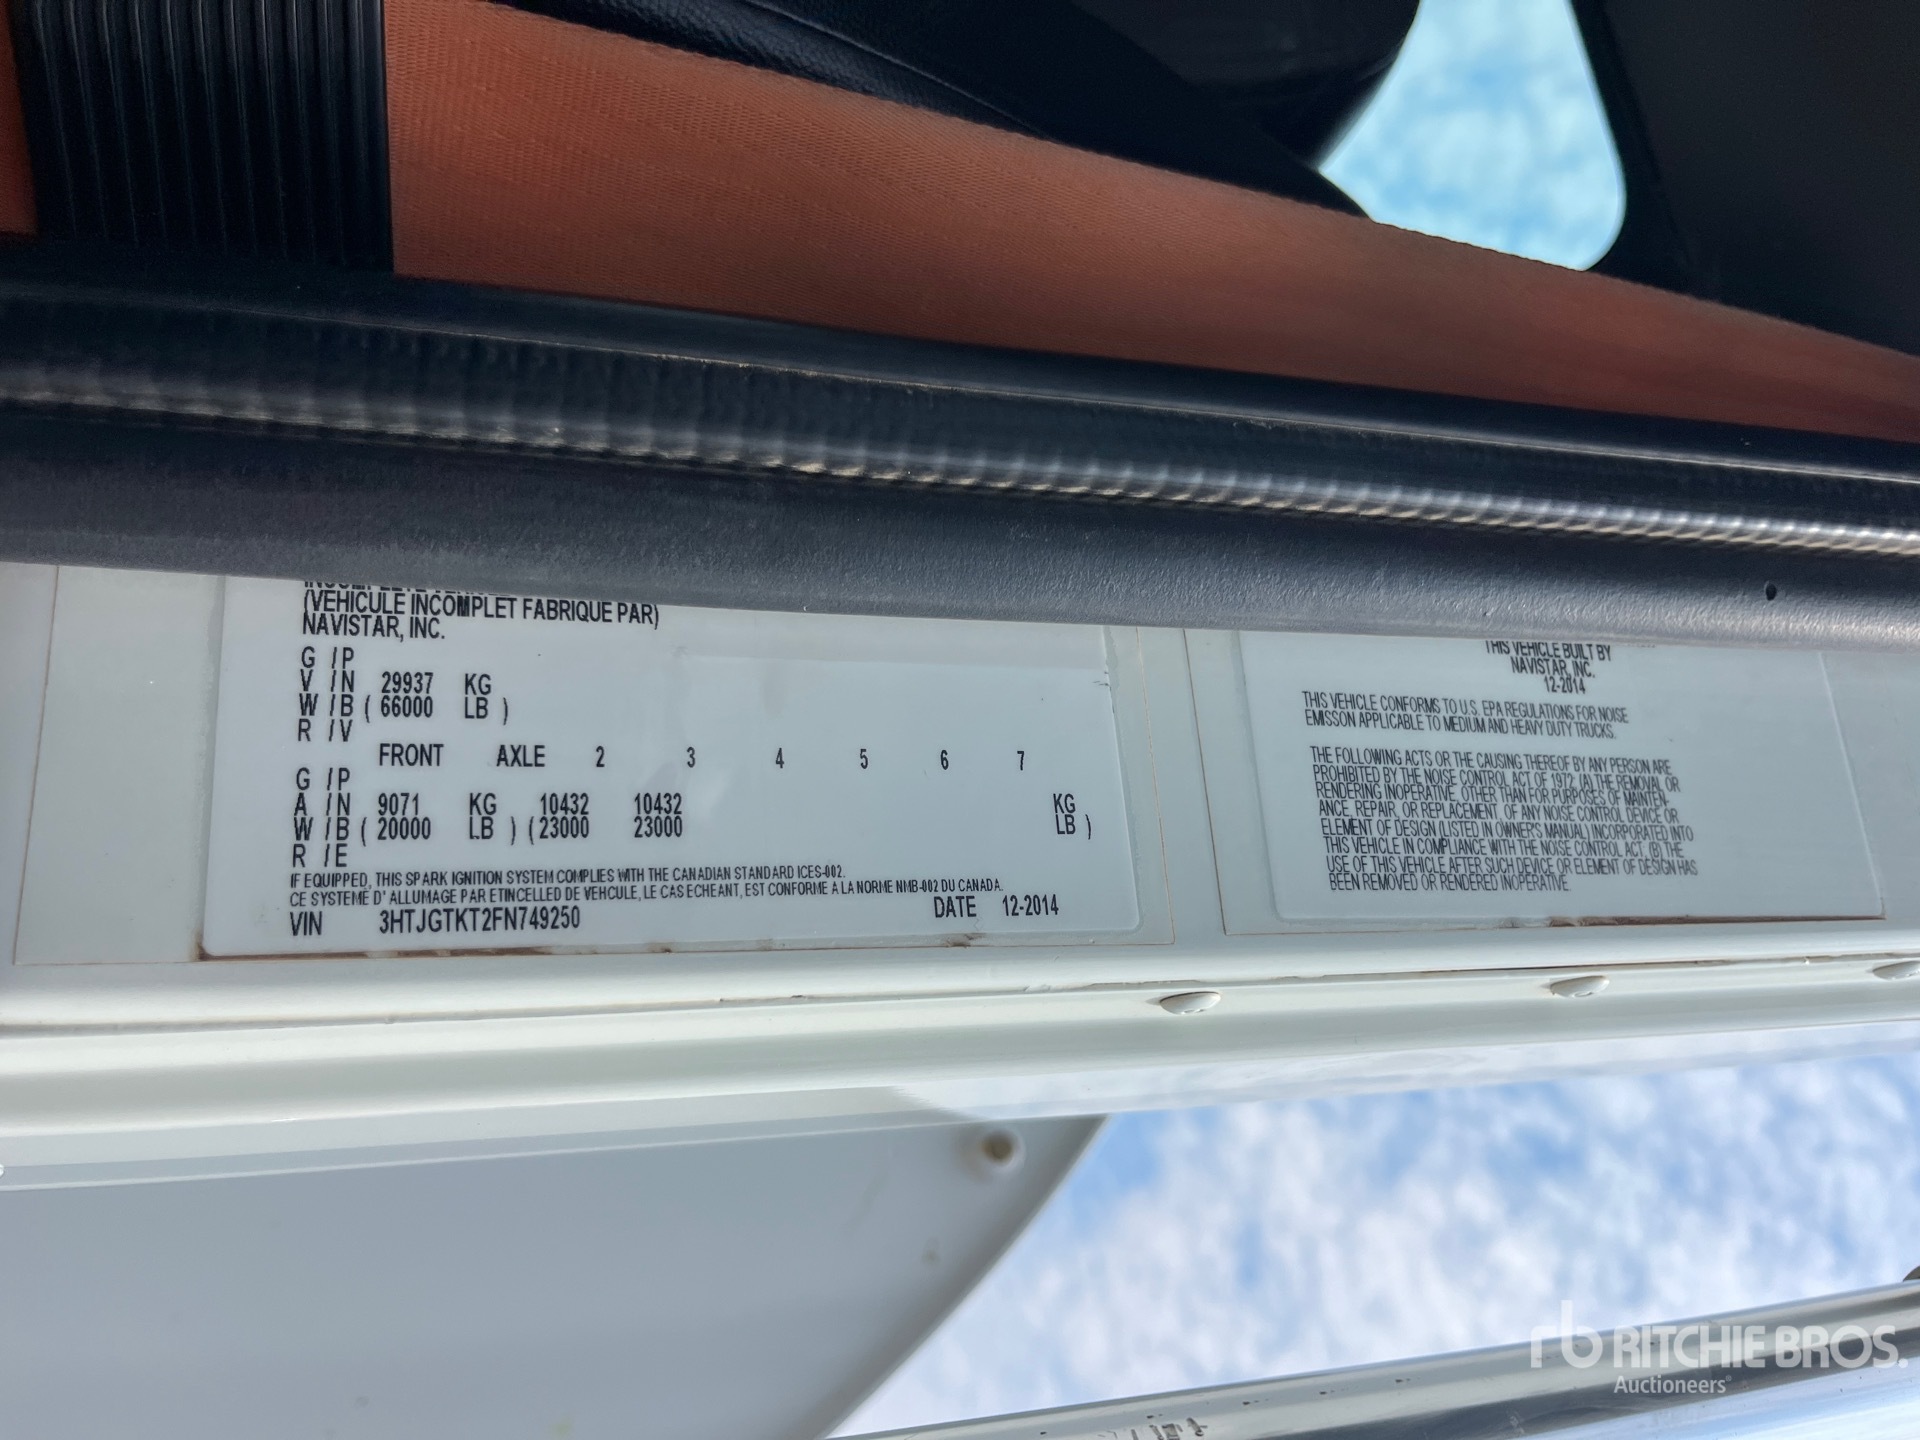 (VEHICULE INCOMPLET FABRIQUE PAR)
NAVISTAR, INC.
G / P
V / N 29937 KG
W / B ( 66000 LB )
R / V
FRONT AXLE 2 3 4 5 6 7
G / P
A / N 9071 KG 10432 10432 KG
W / B ( 20000 LB ) ( 23000 23000 LB )
R / E
IF EQUIPPED, THIS SPARK IGNITION SYSTEM COMPLIES WITH THE CANADIAN STANDARD ICES-002.
CE SYSTEME D' ALLUMAGE PAR ETINCELLED DE VEHCULE, LE CAS ECHEANT, EST CONFORME A LA NORME NMB-002 DU CANADA.
VIN 3HTJGTKT2FN749250 DATE 12-2014
THIS VEHICLE BUILT BY
NAVISTAR, INC.
12-2014
THIS VEHICLE CONFORMS TO U.S. EPA REGULATIONS FOR NOISE
EMISSON APPLICABLE TO MEDIUM AND HEAVY DUTY TRUCKS.
THE FOLLOWING ACTS OR THE CAUSING THEREOF BY ANY PERSON ARE
PROHIBITED BY THE NOISE CONTROL ACT OF 1972: (A) THE REMOVAL OR
RENDERING INOPERATIVE, OTHER THAN FOR PURPOSES OF MAINTEN-
ANCE, REPAIR, OR REPLACEMENT, OF ANY NOISE CONTROL DEVICE OR
ELEMENT OF DESIGN (LISTED IN OWNER'S MANUAL) INCORPORATED INTO
THIS VEHICLE IN COMPLIANCE WITH THE NOISE CONTROL ACT. (B) THE
USE OF THIS VEHICLE AFTER SUCH DEVICE OR ELEMENT OF DESIGN HAS
BEEN REMOVED OR RENDERED INOPERATIVE.
rb RITCHIE BROS.
Auctioneers